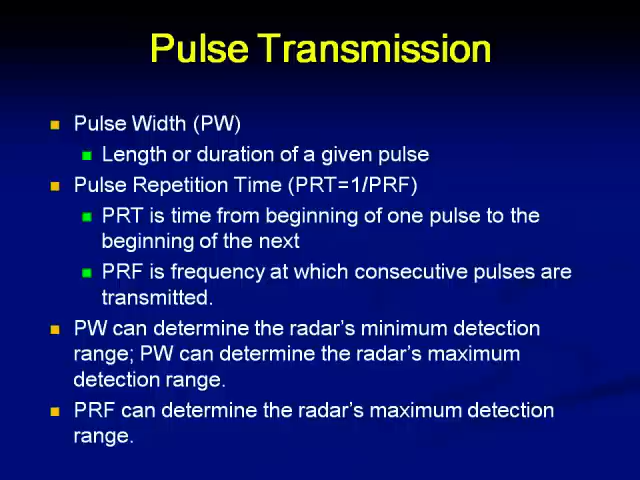 Pulse Transmission
Pulse Width (PW)
Length or duration of a given pulse
Pulse Repetition Time (PRT=1/PRF)
PRT is time from beginning of one pulse to the
beginning of the next
PRF is frequency at which consecutive pulses are
transmitted.
PW can determine the radar's minimum detection
range; PW can determine the radar's maximum
detection range.
PRF can determine the radar's maximum detection
range.